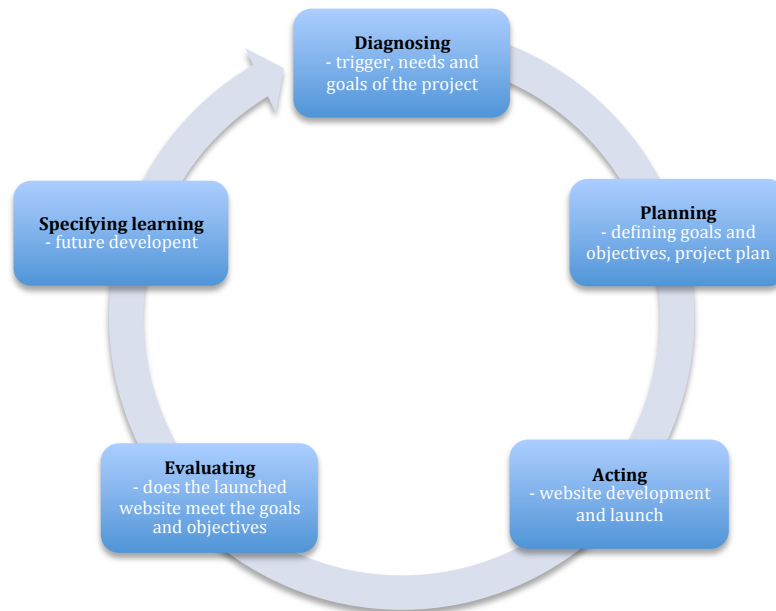 Diagnosing
- trigger, needs and
goals of the project
Planning
- defining goals and
objectives, project plan
Acting
- website development
and launch
Evaluating
- does the launched
website meet the goals
and objectives
Specifying learning
- future developent